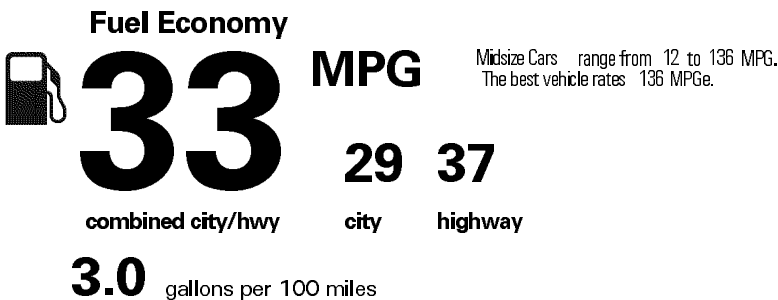 Fuel Economy
33 MPG
Midsize Cars range from 12 to 136 MPG.
The best vehicle rates 136 MPGe.
29 37
combined city/hwy city highway
3.0 gallons per 100 miles